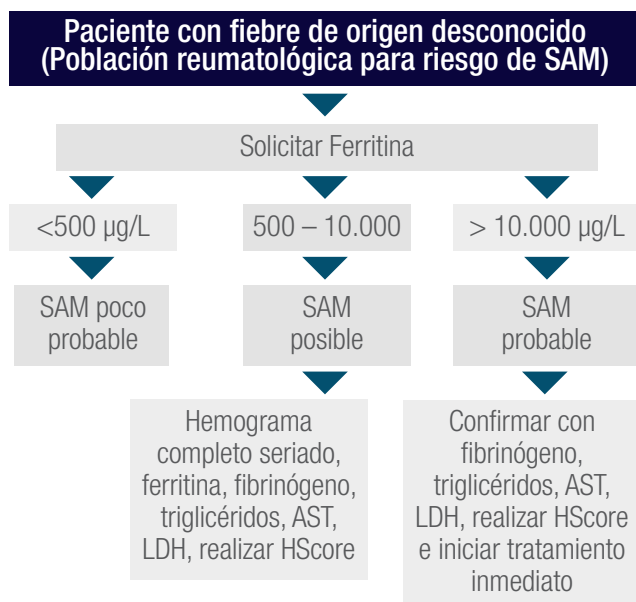 Paciente con fiebre de origen desconocido
(Población reumatológica para riesgo de SAM)
Solicitar Ferritina
<500 µg/L
500 – 10.000
> 10.000 µg/L
SAM poco
probable
SAM
posible
SAM
probable
Hemograma
completo seriado,
ferritina, fibrinógeno,
triglicéridos, AST,
LDH, realizar HScore
Confirmar con
fibrinógeno,
triglicéridos, AST,
LDH, realizar HScore
e iniciar tratamiento
inmediato